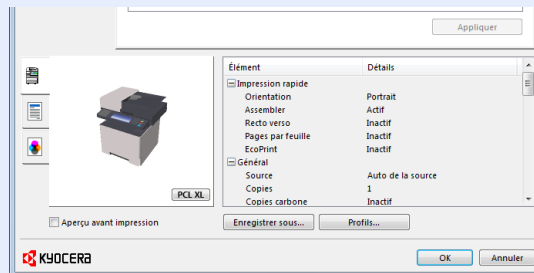 Appliquer
Élément Détails
Impression rapide
Orientation Portrait
Assembler Actif
Recto verso Inactif
Pages par feuille Inactif
EcoPrint Inactif
Général
Source Auto de la source
Copies 1
Copies carbone Inactif
PCL XL
Aperçu avant impression Enregistrer sous... Profils...
KYOCERA OK Annuler